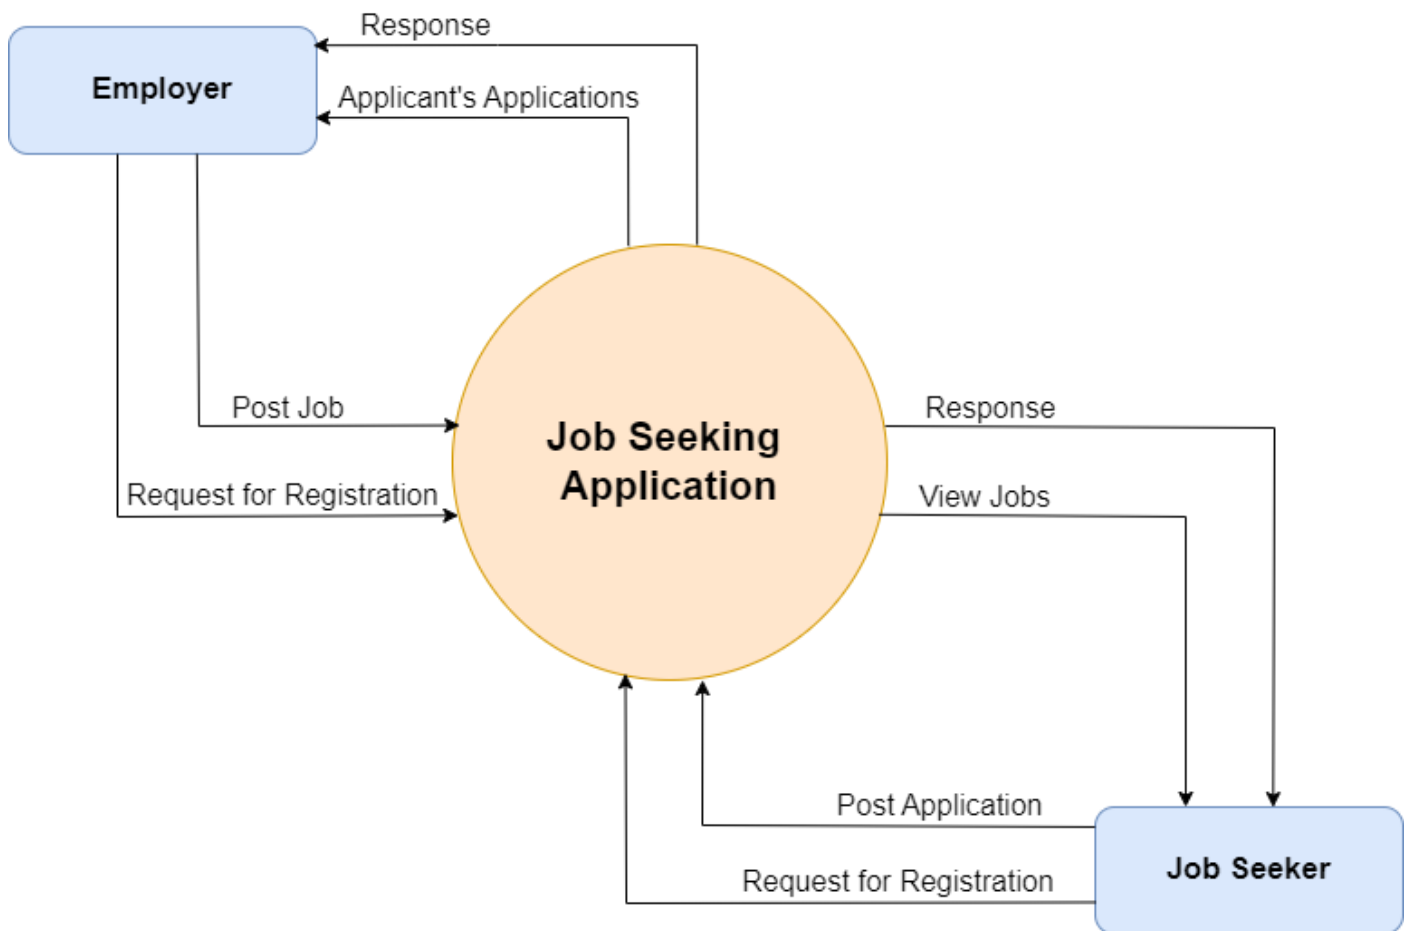 Response
Employer
Applicant's Applications
Post Job
Response
Job Seeking
Application
Request for Registration
View Jobs
Post Application
Job Seeker
Request for Registration